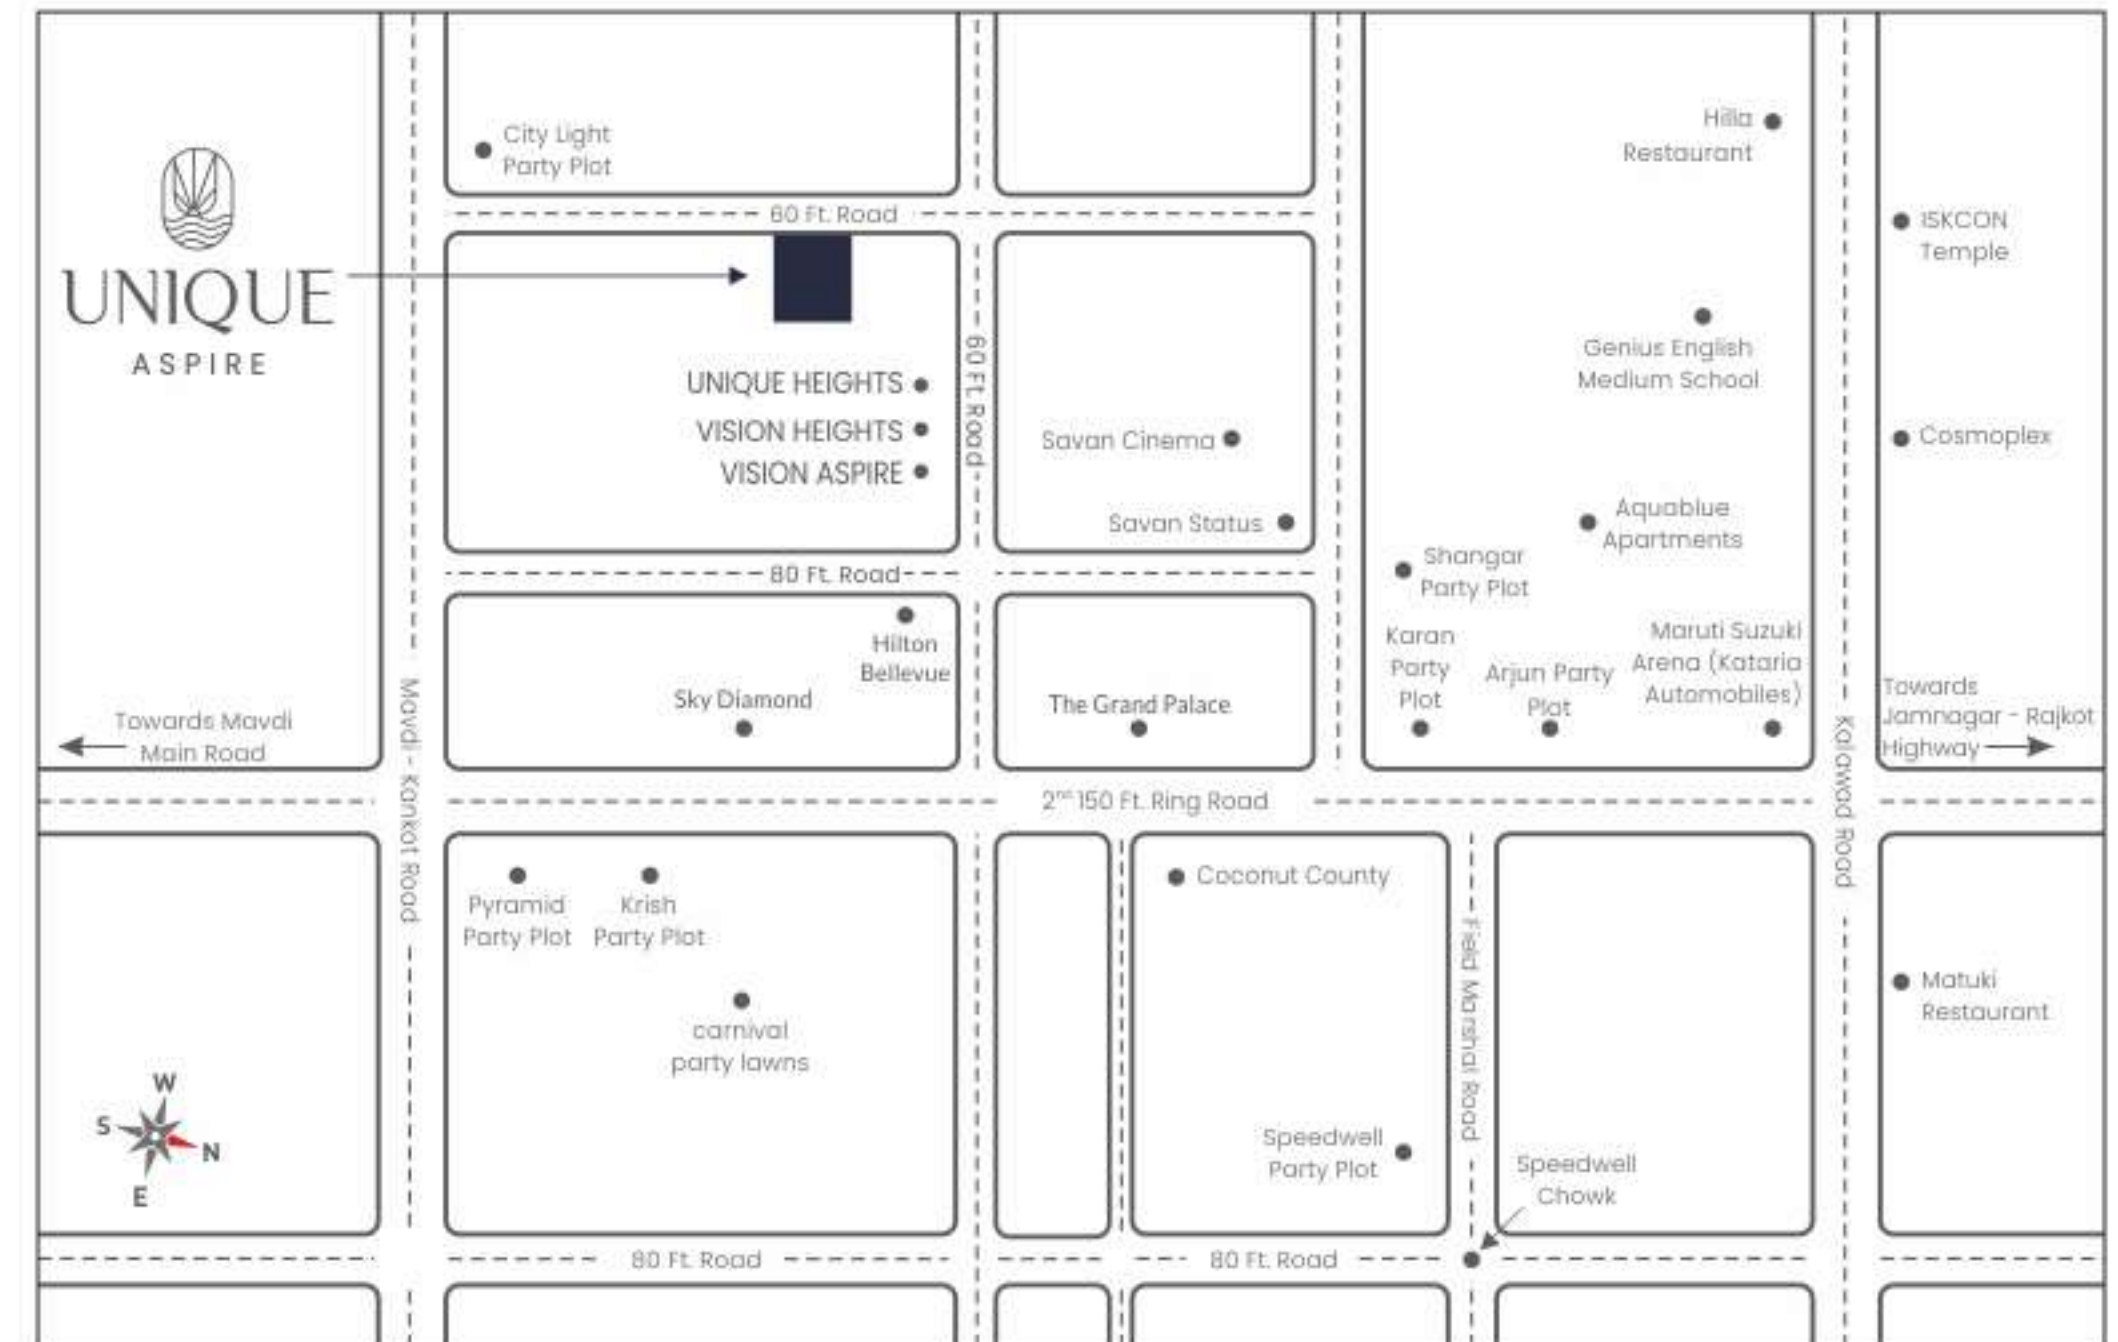 City Light
Party Plot
Hilla
Restaurant
60 Ft. Road
ISKCON
Temple
UNIQUE
ASPIRE
60 Ft. Road
Genius English
Medium School
UNIQUE HEIGHTS
VISION HEIGHTS
VISION ASPIRE
Savan Cinema
Cosmoplex
Savan Status
Aquablue
Apartments
Shangar
Party Plot
80 Ft. Road
Hilton
Bellevue
Sky Diamond
The Grand Palace
Karan
Party
Plot
Arjun Party
Plot
Maruti Suzuki
Arena (Kataria
Automobiles)
Towards Mavdi
Main Road
Mavdi - Kankot Road
Towards
Jamnagar - Rajkot
Highway
Kalawad Road
2nd 150 Ft. Ring Road
Pyramid
Party Plot
Krish
Party Plot
carnival
party lawns
Coconut County
Field Marshal Road
Matuki
Restaurant
Speedwell
Party Plot
Speedwell
Chowk
W
S
N
E
80 Ft. Road
80 Ft. Road